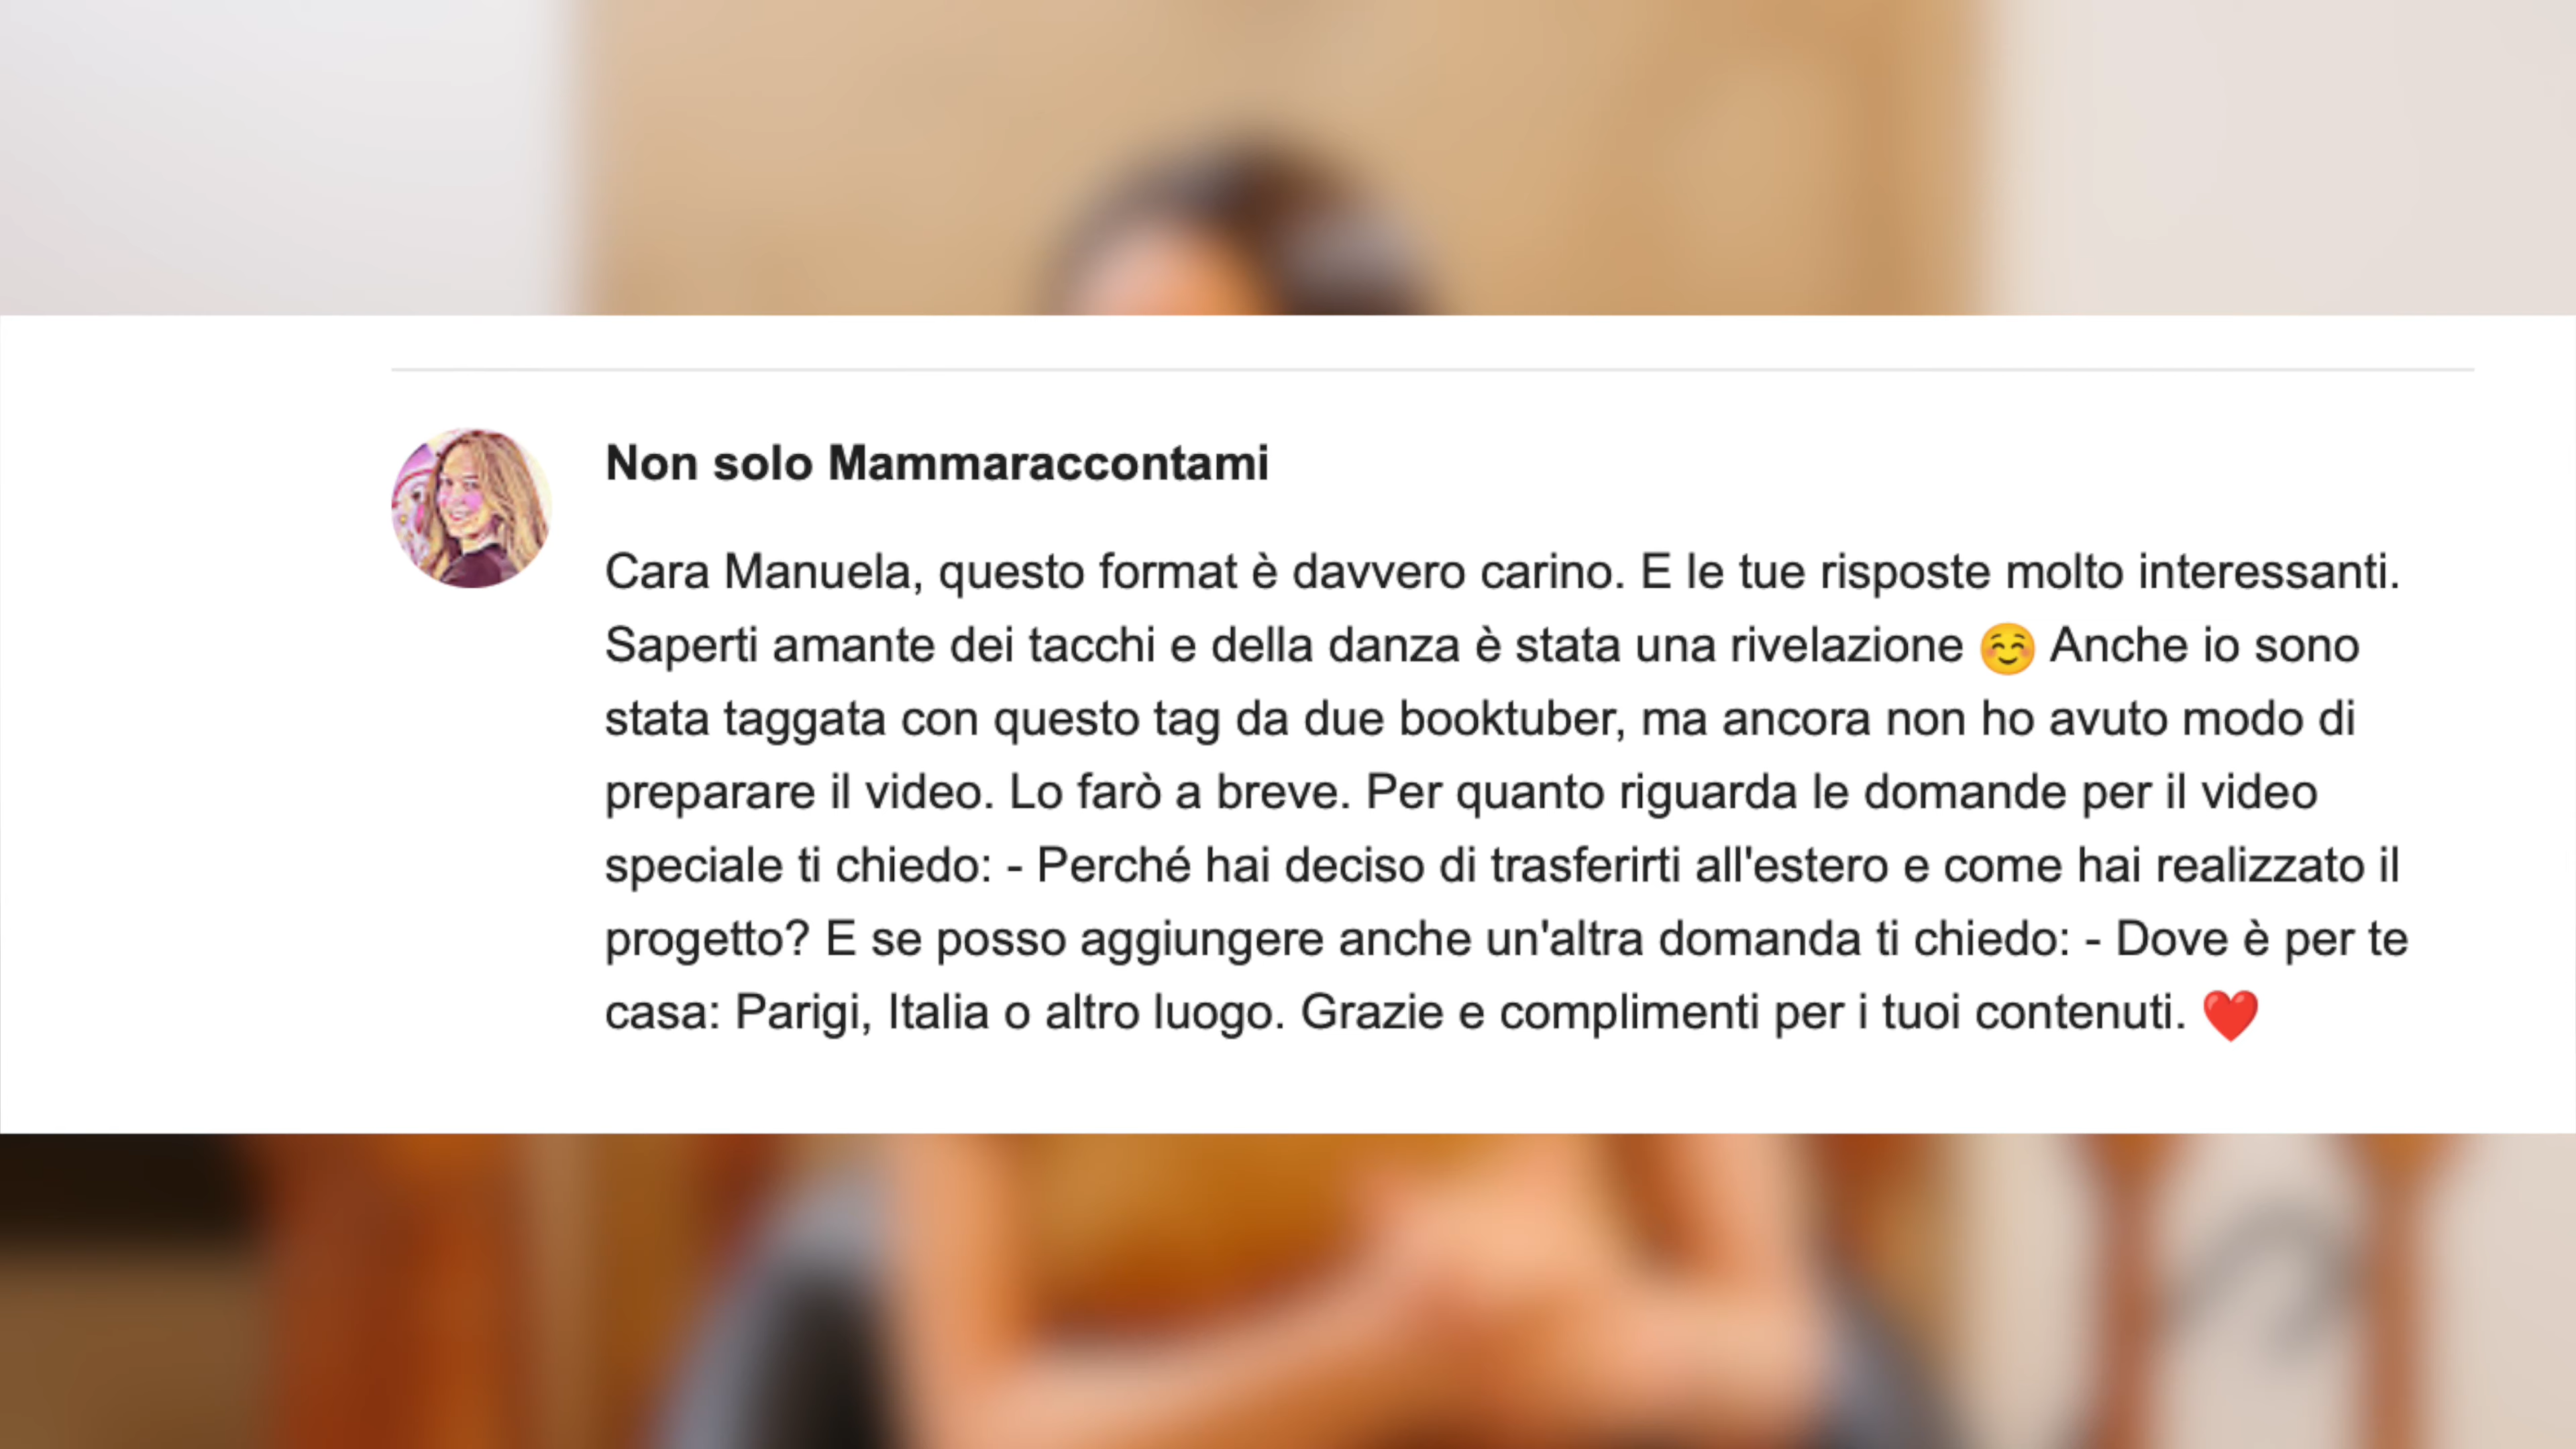 Non solo Mammaraccontami
Cara Manuela, questo format è davvero carino. E le tue risposte molto interessanti.
Saperti amante dei tacchi e della danza è stata una rivelazione ☺️ Anche io sono
stata taggata con questo tag da due booktuber, ma ancora non ho avuto modo di
preparare il video. Lo farò a breve. Per quanto riguarda le domande per il video
speciale ti chiedo: - Perché hai deciso di trasferirti all'estero e come hai realizzato il
progetto? E se posso aggiungere anche un'altra domanda ti chiedo: - Dove è per te
casa: Parigi, Italia o altro luogo. Grazie e complimenti per i tuoi contenuti. ❤️